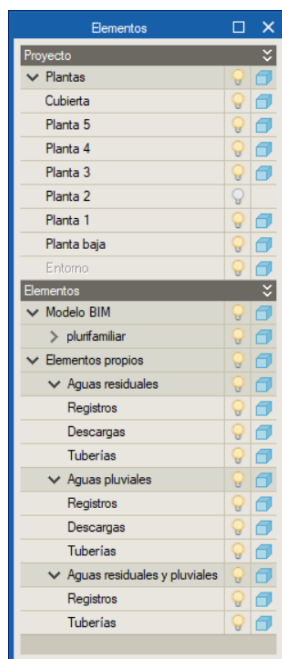 Elementos
Proyecto
Plantas
Cubierta
Planta 5
Planta 4
Planta 3
Planta 2
Planta 1
Planta baja
Entorno
Elementos
Modelo BIM
plurifamiliar
Elementos propios
Aguas residuales
Registros
Descargas
Tuberías
Aguas pluviales
Registros
Descargas
Tuberías
Aguas residuales y pluviales
Registros
Tuberías